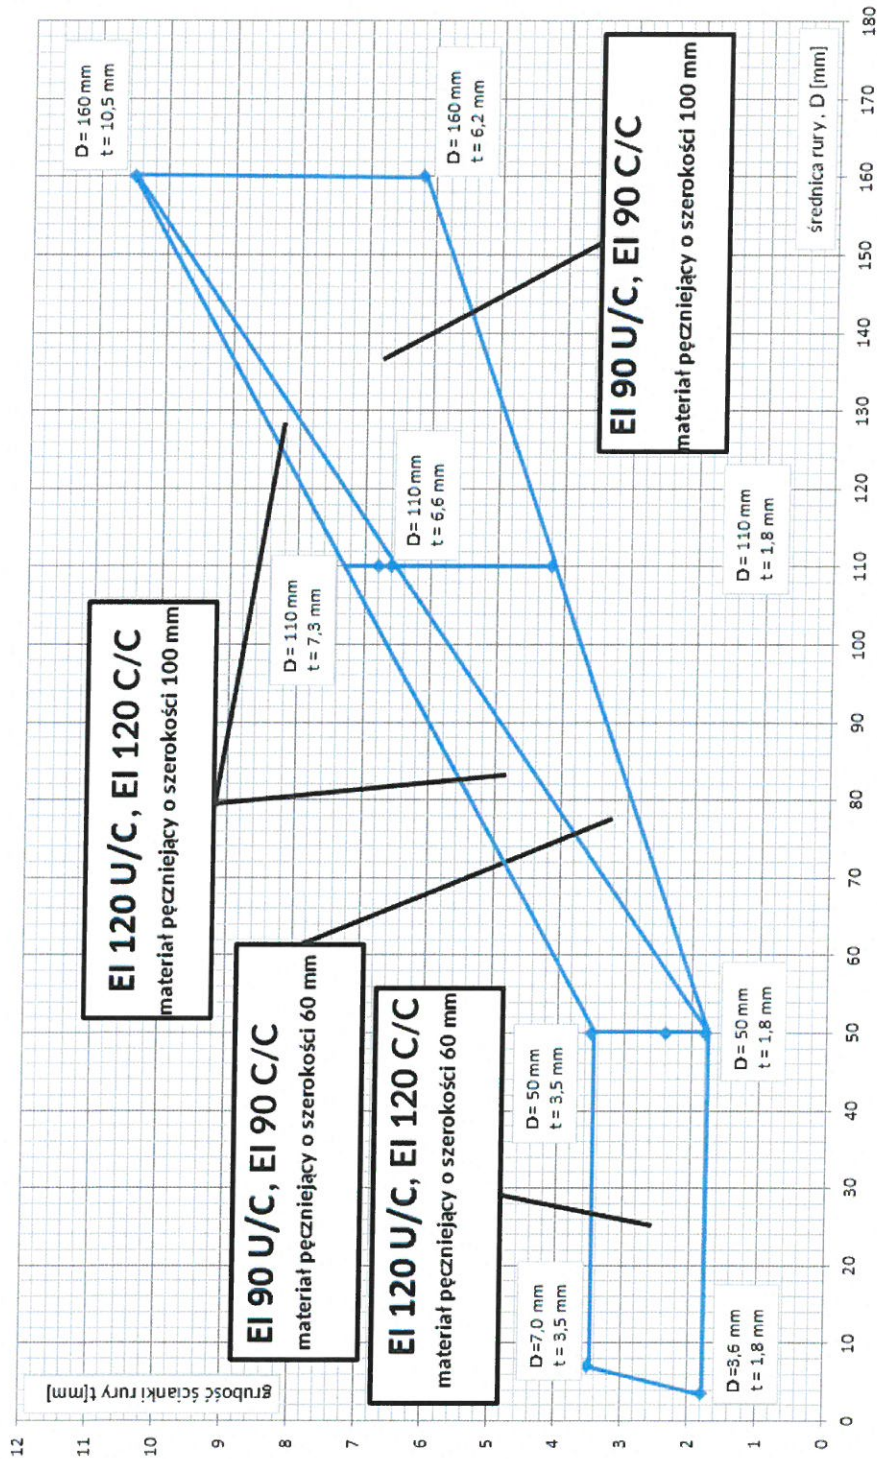 grubość ścianki rury t[mm]
12
11
10
9
8
7
6
5
4
3
2
1
0
EI 120 U/C, EI 120 C/C
materiał pęczniejący o szerokości 100 mm
EI 90 U/C, EI 90 C/C
materiał pęczniejący o szerokości 60 mm
EI 120 U/C, EI 120 C/C
materiał pęczniejący o szerokości 60 mm
EI 90 U/C, EI 90 C/C
materiał pęczniejący o szerokości 100 mm
D=7,0 mm
t = 3,5 mm
D=3,6 mm
t = 1,8 mm
D= 50 mm
t = 3,5 mm
D= 50 mm
t = 1,8 mm
D= 110 mm
t = 7,3 mm
D= 110 mm
t = 6,6 mm
D= 110 mm
t = 1,8 mm
D= 160 mm
t = 10,5 mm
D= 160 mm
t = 6,2 mm
średnica rury, D [mm]
0
10
20
30
40
50
60
70
80
90
100
110
120
130
140
150
160
170
180